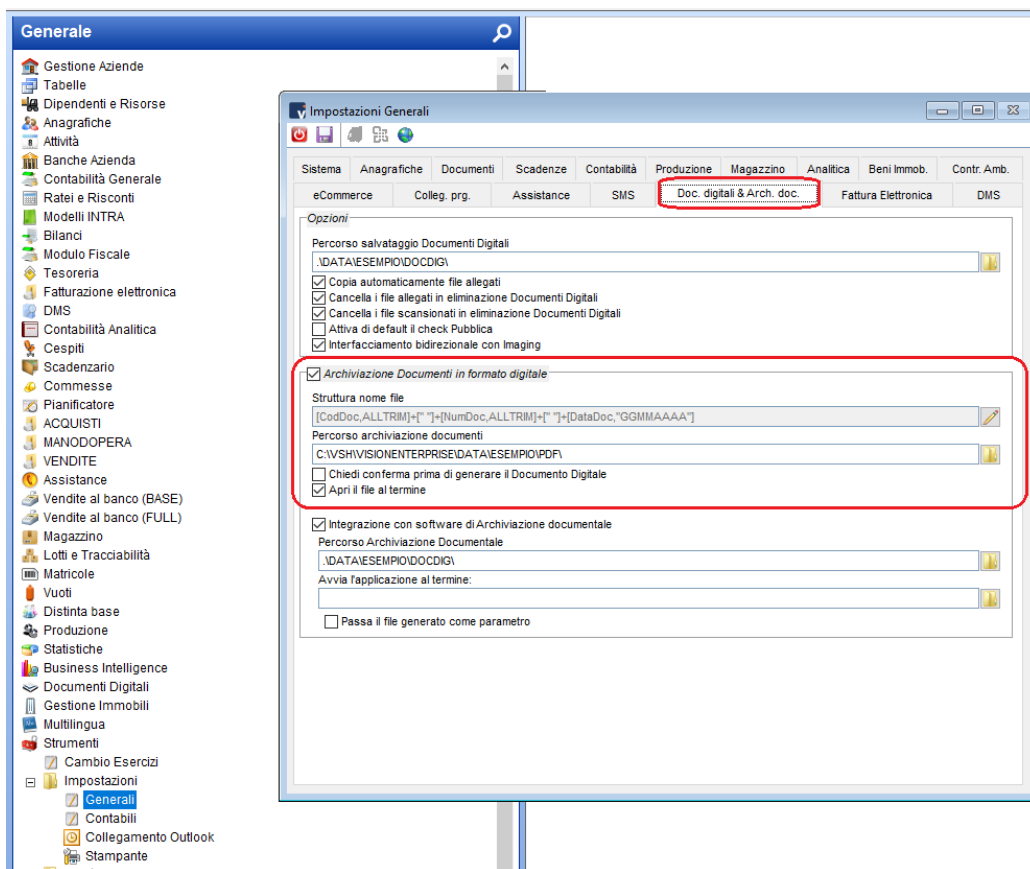 Generale
Gestione Aziende
Tabelle
Dipendenti e Risorse
Anagrafiche
Attività
Banche Azienda
Contabilità Generale
Ratei e Risconti
Modelli INTRA
Bilanci
Modulo Fiscale
Tesoreria
Fatturazione elettronica
DMS
Contabilità Analitica
Cespiti
Scadenzario
Commesse
Pianificatore
ACQUISTI
MANODOPERA
VENDITE
Assistance
Vendite al banco (BASE)
Vendite al banco (FULL)
Magazzino
Lotti e Tracciabilità
Matricole
Vuoti
Distinta base
Produzione
Statistiche
Business Intelligence
Documenti Digitali
Gestione Immobili
Multilingua
Strumenti
Cambio Esercizi
Impostazioni
Generali
Contabili
Collegamento Outlook
Stampante
Impostazioni Generali
Sistema Anagrafiche Documenti Scadenze Contabilità Produzione Magazzino Analitica Beni Immob. Contr. Amb.
eCommerce Colleg. prg. Assistance SMS Doc. digitali & Arch. doc. Fattura Elettronica DMS
Opzioni
Percorso salvataggio Documenti Digitali
.\DATA\ESEMPIO\DOCDIG\
Copia automaticamente file allegati
Cancella i file allegati in eliminazione Documenti Digitali
Cancella i file scansionati in eliminazione Documenti Digitali
Attiva di default il check Pubblica
Interfacciamento bidirezionale con Imaging
Archiviazione Documenti in formato digitale
Struttura nome file
[CodDoc,ALLTRIM]+[" "]+[NumDoc,ALLTRIM]+[" "]+[DataDoc,"GGMMAAAA"]
Percorso archiviazione documenti
C:\VSH\VISIONENTERPRISE\DATA\ESEMPIO\PDF\
Chiedi conferma prima di generare il Documento Digitale
Apri il file al termine
Integrazione con software di Archiviazione documentale
Percorso Archiviazione Documentale
.\DATA\ESEMPIO\DOCDIG\
Avvia l'applicazione al termine:
Passa il file generato come parametro